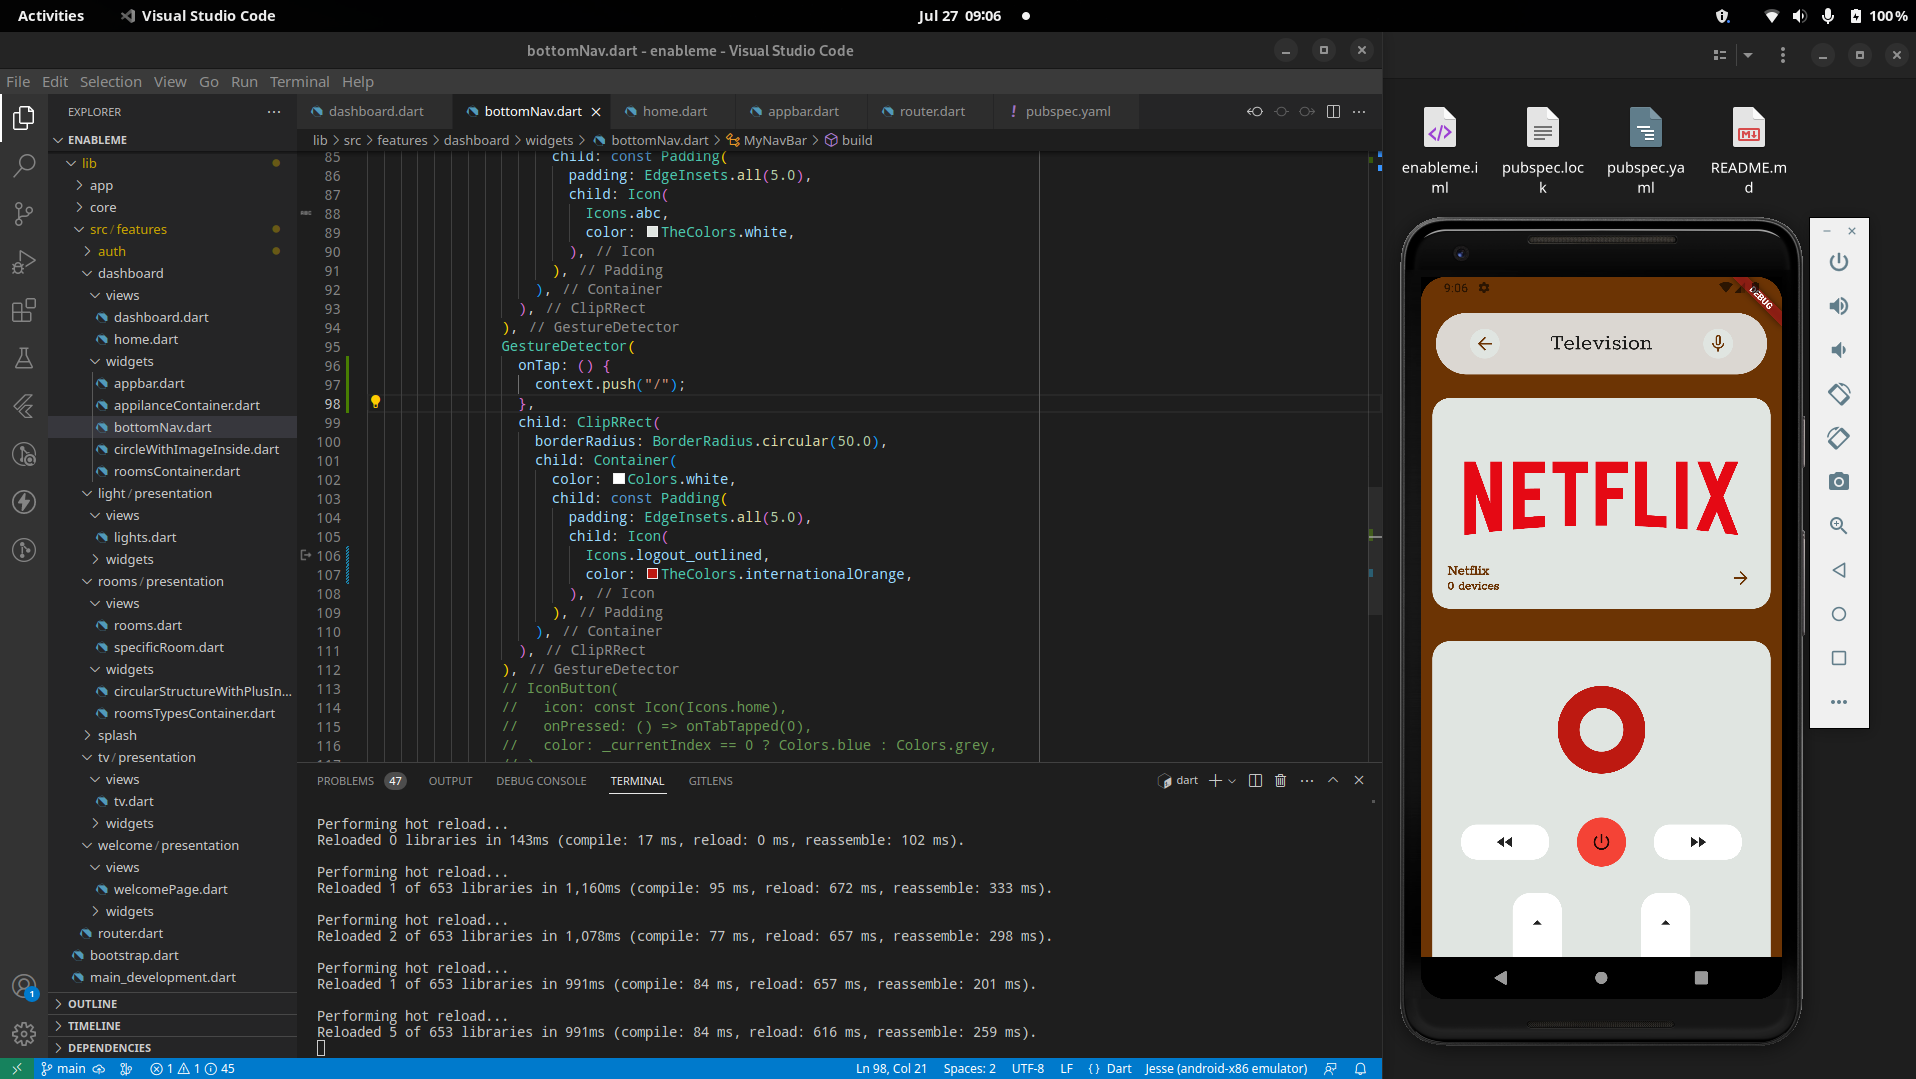 Activities
Visual Studio Code
Jul 27 09:06
100 %
bottomNav.dart - enableme - Visual Studio Code
File Edit Selection View Go Run Terminal Help
EXPLORER
ENABLEME
lib
app
core
src / features
auth
dashboard
views
dashboard.dart
home.dart
widgets
appbar.dart
appilanceContainer.dart
bottomNav.dart
circleWithImageInside.dart
roomsContainer.dart
light / presentation
views
lights.dart
widgets
rooms / presentation
views
rooms.dart
specificRoom.dart
widgets
circularStructureWithPlusIn...
roomsTypesContainer.dart
splash
tv / presentation
views
tv.dart
widgets
welcome / presentation
views
welcomePage.dart
widgets
router.dart
bootstrap.dart
main_development.dart
OUTLINE
TIMELINE
DEPENDENCIES
dashboard.dart
bottomNav.dart
home.dart
appbar.dart
router.dart
! pubspec.yaml
lib > src > features > dashboard > widgets > bottomNav.dart > MyNavBar > build
85 child: const Padding(
86 padding: EdgeInsets.all(5.0),
87 child: Icon(
88 Icons.abc,
89 color: TheColors.white,
90 ), // Icon
91 ), // Padding
92 ), // Container
93 ), // ClipRRect
94 ), // GestureDetector
95 GestureDetector(
96 onTap: () {
97 context.push("/");
98 },
99 child: ClipRRect(
100 borderRadius: BorderRadius.circular(50.0),
101 child: Container(
102 color: Colors.white,
103 child: const Padding(
104 padding: EdgeInsets.all(5.0),
105 child: Icon(
106 Icons.logout_outlined,
107 color: TheColors.internationalOrange,
108 ), // Icon
109 ), // Padding
110 ), // Container
111 ), // ClipRRect
112 ), // GestureDetector
113 // IconButton(
114 // icon: const Icon(Icons.home),
115 // onPressed: () => onTabTapped(0),
116 // color: _currentIndex == 0 ? Colors.blue : Colors.grey,
PROBLEMS 47 OUTPUT DEBUG CONSOLE TERMINAL GITLENS
dart
Performing hot reload...
Reloaded 0 libraries in 143ms (compile: 17 ms, reload: 0 ms, reassemble: 102 ms).
Performing hot reload...
Reloaded 1 of 653 libraries in 1,160ms (compile: 95 ms, reload: 672 ms, reassemble: 333 ms).
Performing hot reload...
Reloaded 2 of 653 libraries in 1,078ms (compile: 77 ms, reload: 657 ms, reassemble: 298 ms).
Performing hot reload...
Reloaded 1 of 653 libraries in 991ms (compile: 84 ms, reload: 657 ms, reassemble: 201 ms).
Performing hot reload...
Reloaded 5 of 653 libraries in 991ms (compile: 84 ms, reload: 616 ms, reassemble: 259 ms).
1
main
1 1 45
Ln 98, Col 21
Spaces: 2
UTF-8
LF
{ } Dart
Jesse (android-x86 emulator)
enableme.i
ml
pubspec.loc
k
pubspec.ya
ml
README.m
d
9:06
DEBUG
Television
NETFLIX
Netflix
0 devices